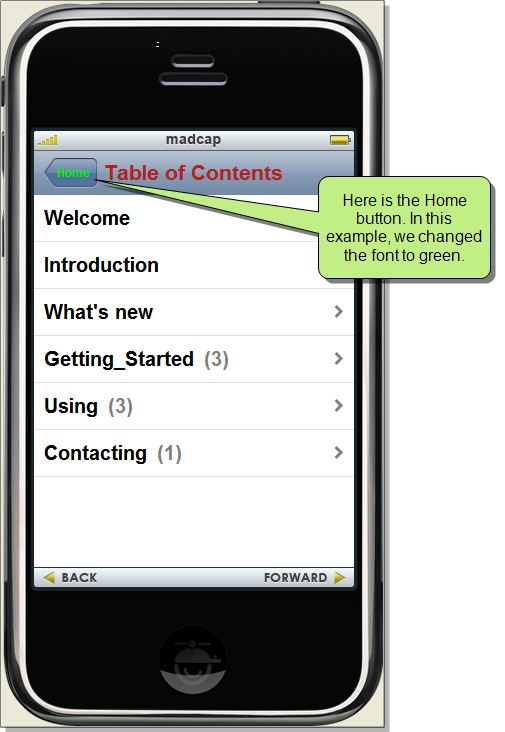 madcap
Home
Table of Contents
Here is the Home
button. In this
example, we changed
the font to green.
Welcome
Introduction
What's new
Getting_Started (3)
Using (3)
Contacting (1)
BACK
FORWARD